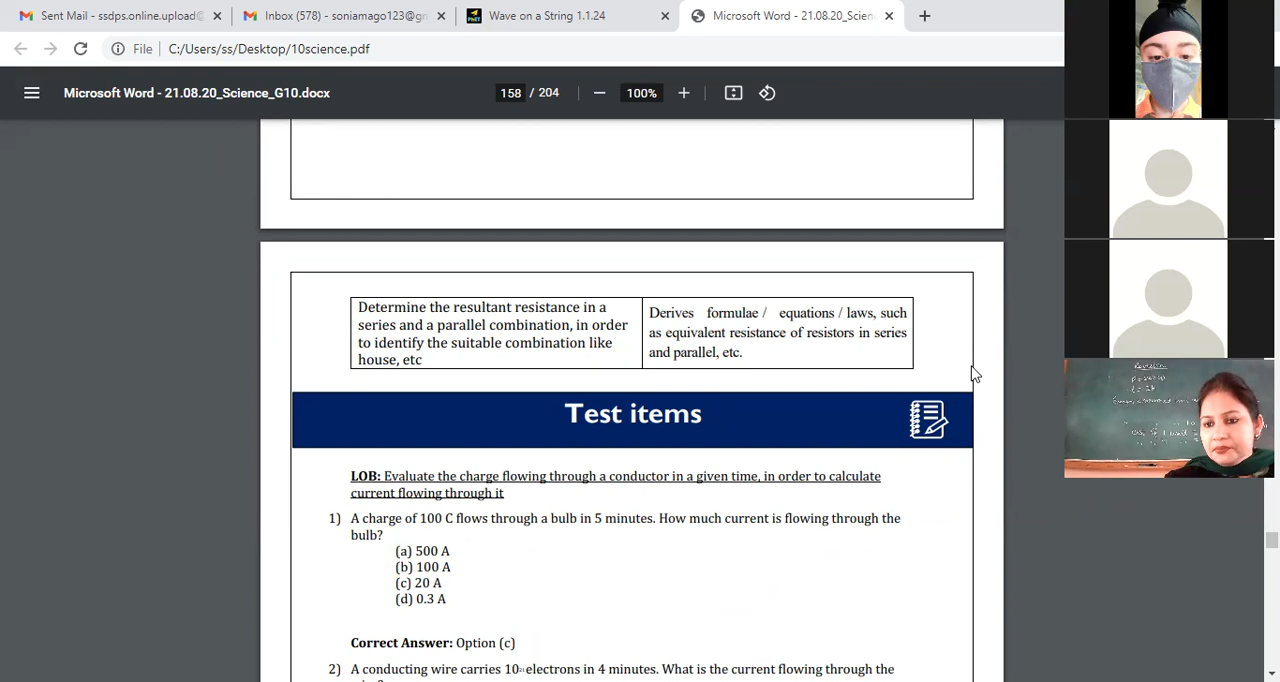 Sent Mail - ssdps.online.upload@
Inbox (578) - soniamago123@gm
Wave on a String 1.1.24
Microsoft Word - 21.08.20_Scien
File
C:/Users/ss/Desktop/10science.pdf
Microsoft Word - 21.08.20_Science_G10.docx
158 / 204
100%
Determine the resultant resistance in a
series and a parallel combination, in order
to identify the suitable combination like
house, etc
Derives formulae / equations / laws, such
as equivalent resistance of resistors in series
and parallel, etc.
Test items
LOB: Evaluate the charge flowing through a conductor in a given time, in order to calculate
current flowing through it
1) A charge of 100 C flows through a bulb in 5 minutes. How much current is flowing through the
bulb?
(a) 500 A
(b) 100 A
(c) 20 A
(d) 0.3 A
Correct Answer: Option (c)
2) A conducting wire carries 10²¹ electrons in 4 minutes. What is the current flowing through the
Revision